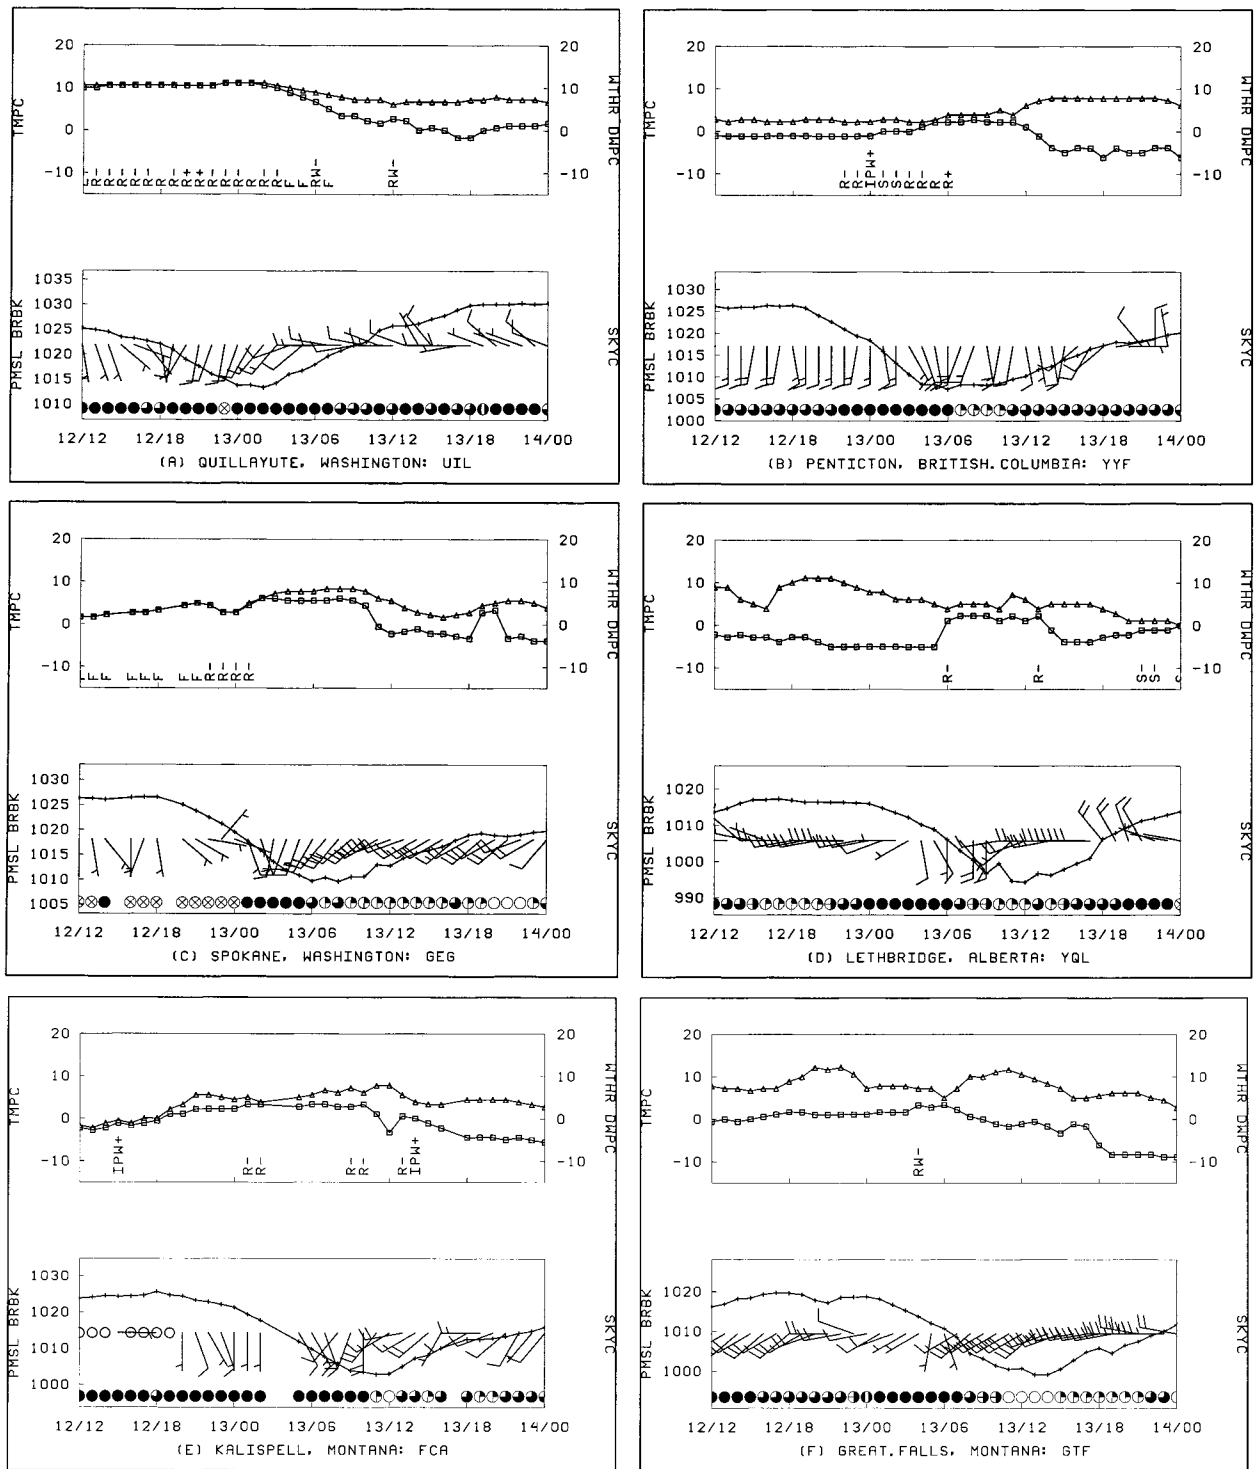 20
10
0
-10
TMPC
20
10
0
-10
WTHR DWPC
R- R- R- R- R- R R R+ R+ R- R- R- R- R- R- F F RW- F RW-
1035
1030
1025
1020
1015
1010
PMSL BRBK
SKYC
12/12 12/18 13/00 13/06 13/12 13/18 14/00
(A) QUILLAYUTE, WASHINGTON: UIL
20
10
0
-10
TMPC
20
10
0
-10
WTHR DWPC
R- R- IPW+ S- S- R- R- R R+
1030
1025
1020
1015
1010
1005
1000
PMSL BRBK
SKYC
12/12 12/18 13/00 13/06 13/12 13/18 14/00
(B) PENTICTON, BRITISH.COLUMBIA: YYF
20
10
0
-10
TMPC
20
10
0
-10
WTHR DWPC
F F F F F F F R- R- R- R-
1030
1025
1020
1015
1010
1005
PMSL BRBK
SKYC
12/12 12/18 13/00 13/06 13/12 13/18 14/00
(C) SPOKANE, WASHINGTON: GEG
20
10
0
-10
TMPC
20
10
0
-10
WTHR DWPC
R- R- S- S- S
1020
1010
1000
990
PMSL BRBK
SKYC
12/12 12/18 13/00 13/06 13/12 13/18 14/00
(D) LETHBRIDGE, ALBERTA: YQL
20
10
0
-10
TMPC
20
10
0
-10
WTHR DWPC
IPW+ R- R- R- R- R- IPW+
1030
1020
1010
1000
PMSL BRBK
SKYC
12/12 12/18 13/00 13/06 13/12 13/18 14/00
(E) KALISPELL, MONTANA: FCA
20
10
0
-10
TMPC
20
10
0
-10
WTHR DWPC
RW-
1020
1010
1000
PMSL BRBK
SKYC
12/12 12/18 13/00 13/06 13/12 13/18 14/00
(F) GREAT.FALLS, MONTANA: GTF